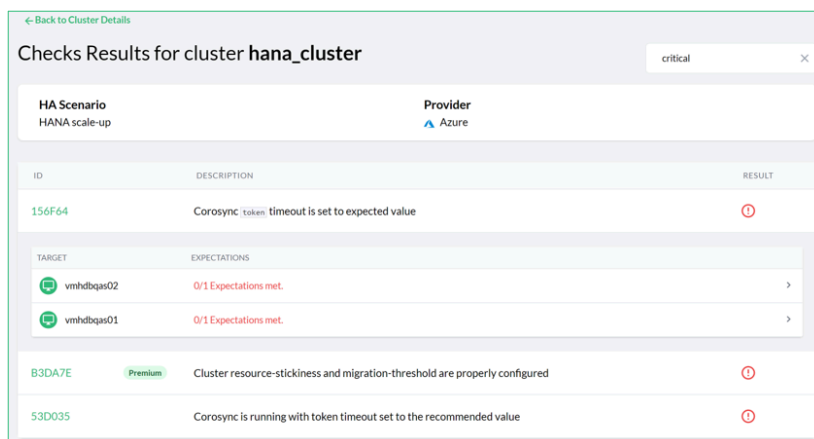 ←Back to Cluster Details
Checks Results for cluster hana_cluster
critical
HA Scenario
HANA scale-up
Provider
Azure
ID DESCRIPTION RESULT
156F64 Corosync token timeout is set to expected value
TARGET EXPECTATIONS
vmhdbqas02 0/1 Expectations met.
vmhdbqas01 0/1 Expectations met.
B3DA7E Premium Cluster resource-stickiness and migration-threshold are properly configured
53D035 Corosync is running with token timeout set to the recommended value